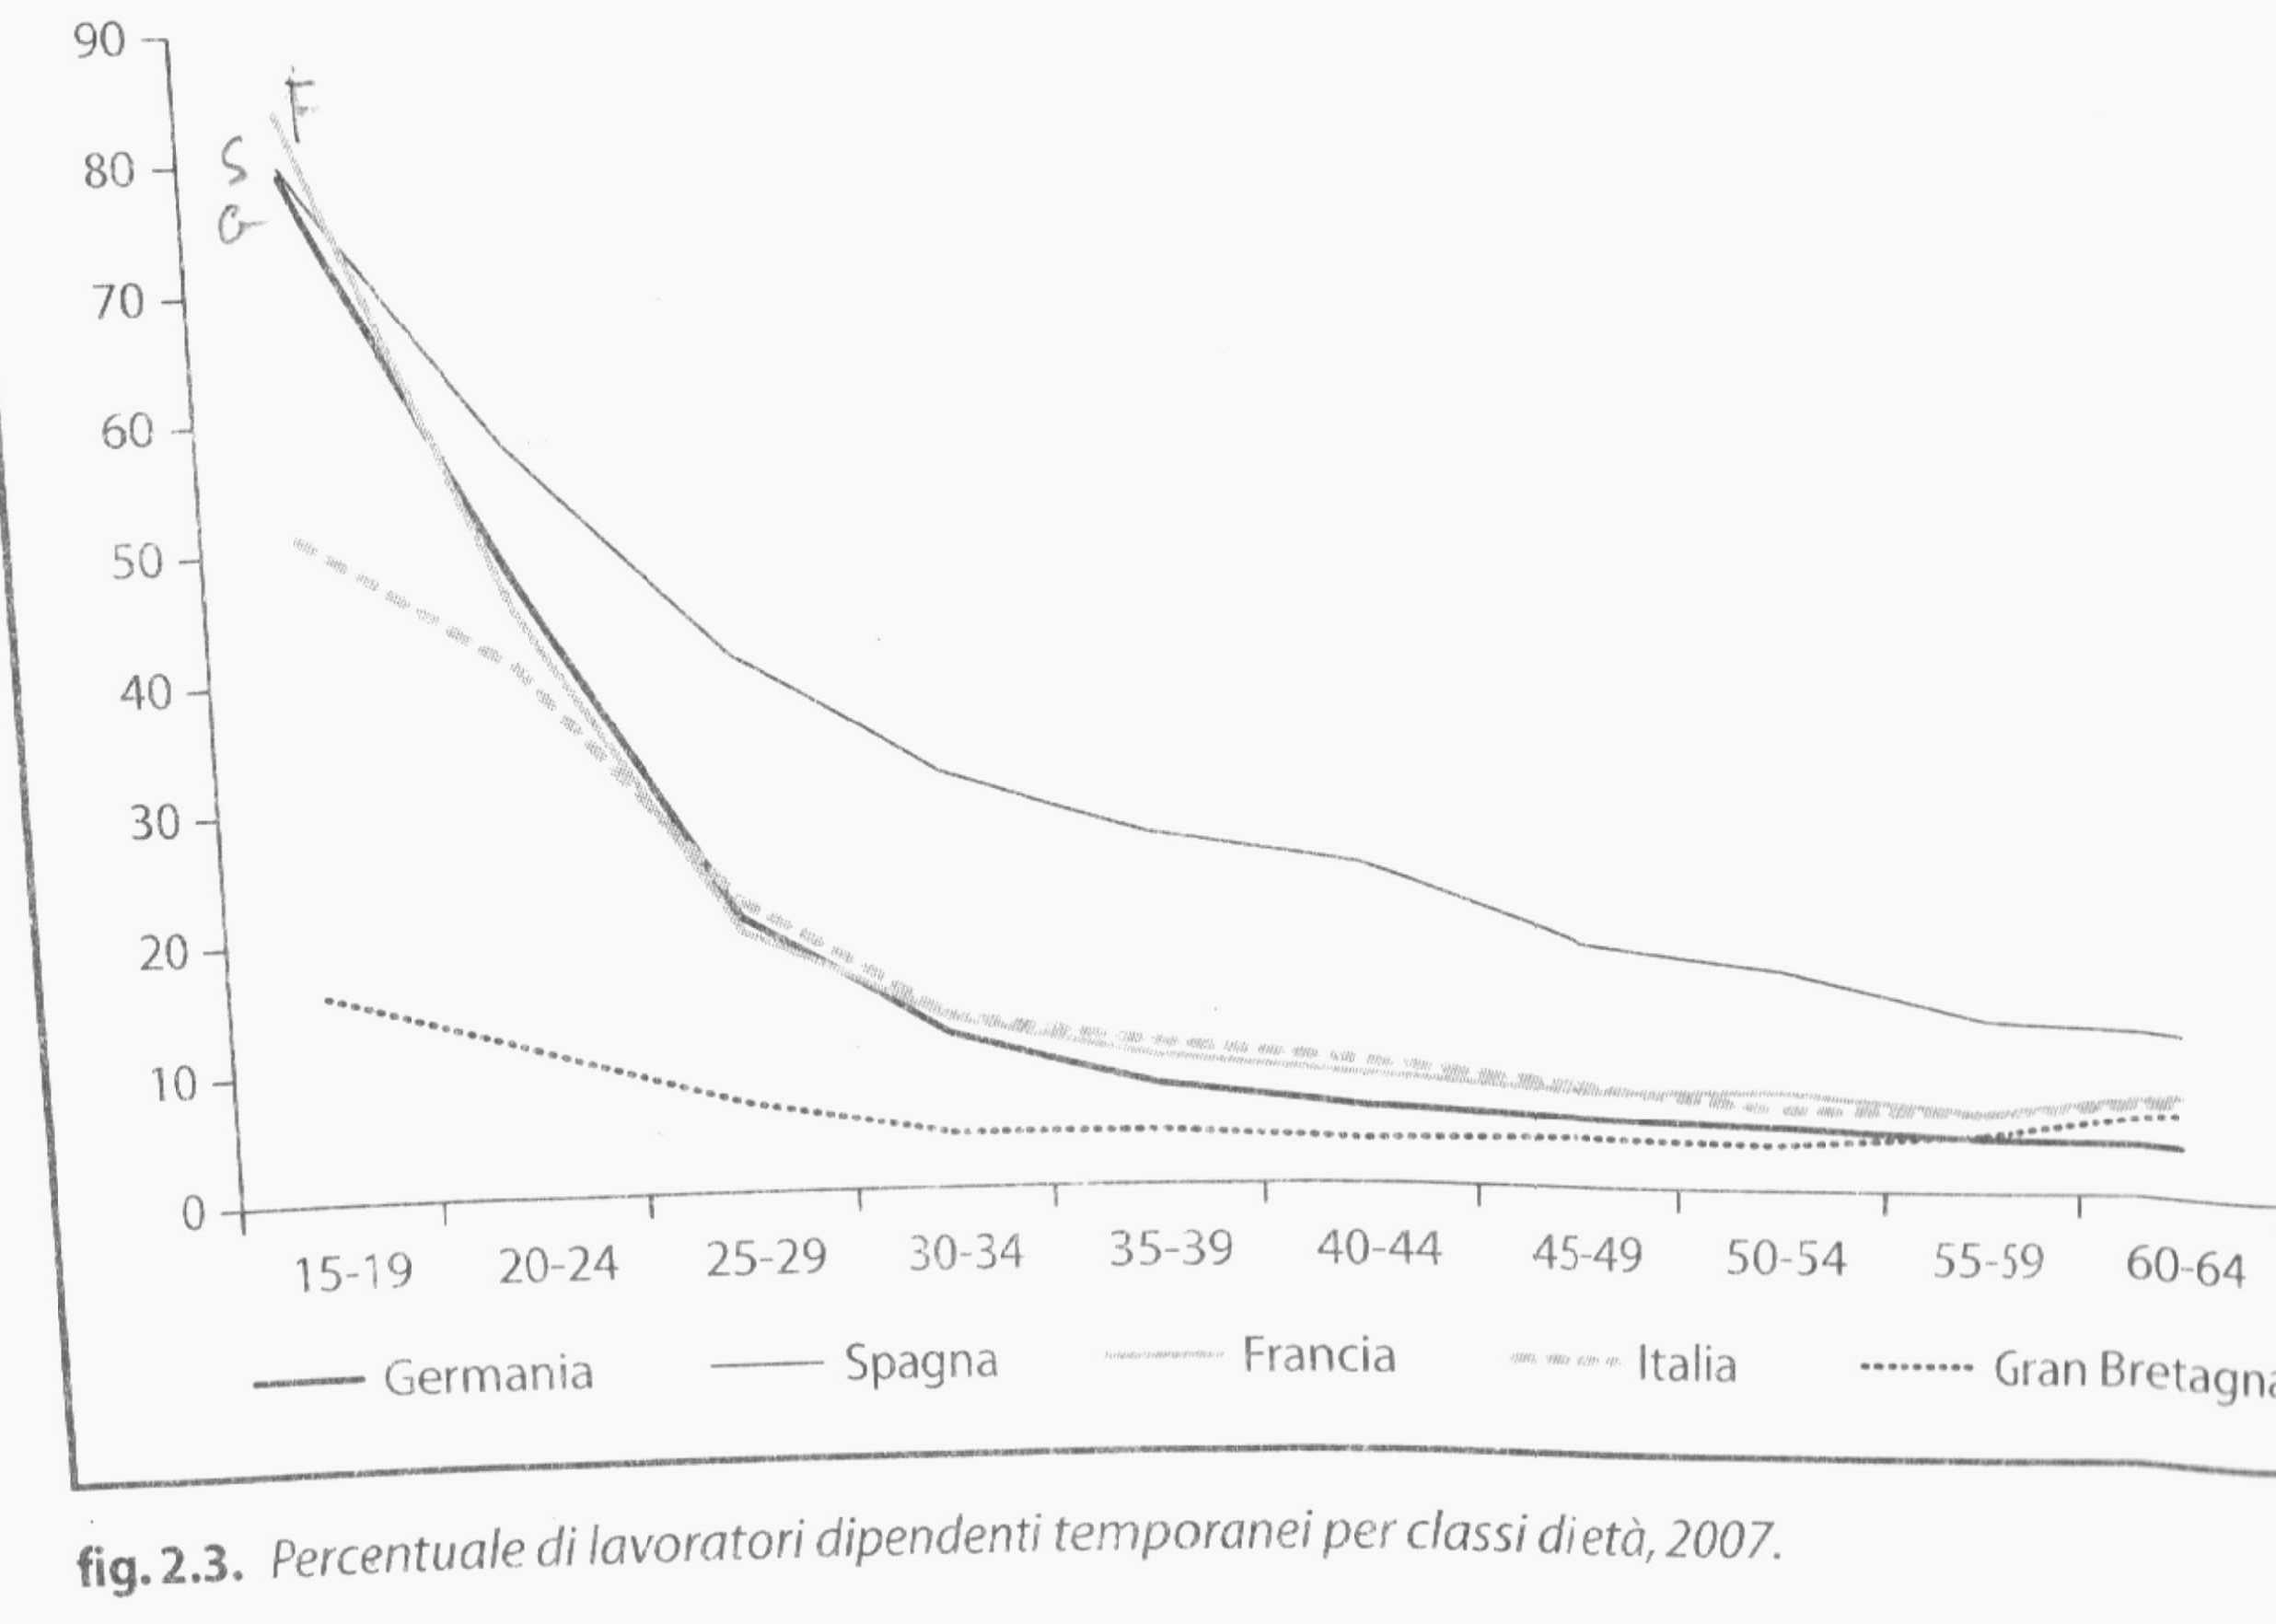 90
F
S
80
G
70
60
50
40
30
20
10
0
15-19 20-24 25-29 30-34 35-39 40-44 45-49 50-54 55-59 60-64
Germania Spagna Francia Italia Gran Bretagna
fig. 2.3. Percentuale di lavoratori dipendenti temporanei per classi di età, 2007.